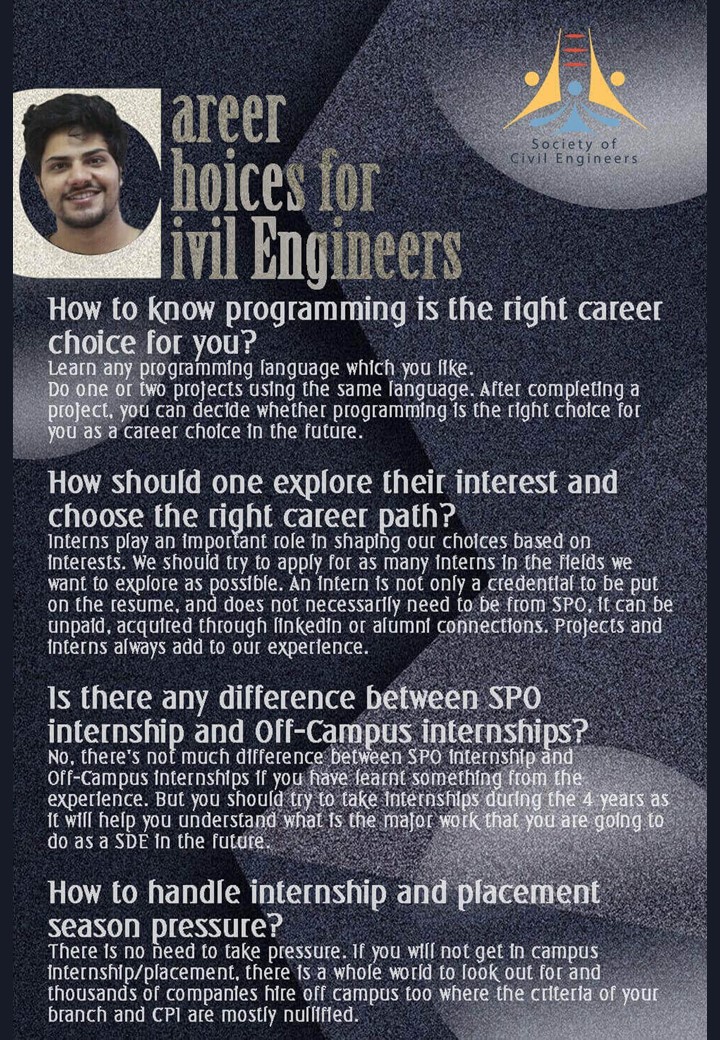 Society of
Civil Engineers
areer
hoices for
ivil Engineers
How to know programming is the right career
choice for you?
Learn any programming language which you like.
Do one or two projects using the same language. After completing a
project, you can decide whether programming is the right choice for
you as a career choice in the future.
How should one explore their interest and
choose the right career path?
Interns play an important role in shaping our choices based on
interests. We should try to apply for as many interns in the fields we
want to explore as possible. An intern is not only a credential to be put
on the resume, and does not necessarily need to be from SPO, it can be
unpaid, acquired through linkedin or alumni connections. Projects and
interns always add to our experience.
Is there any difference between SPO
internship and Off-Campus internships?
No, there's not much difference between SPO internship and
Off-Campus internships if you have learnt something from the
experience. But you should try to take internships during the 4 years as
it will help you understand what is the major work that you are going to
do as a SDE in the future.
How to handle internship and placement
season pressure?
There is no need to take pressure. If you will not get in campus
internship/placement, there is a whole world to look out for and
thousands of companies hire off campus too where the criteria of your
branch and CPI are mostly nullified.